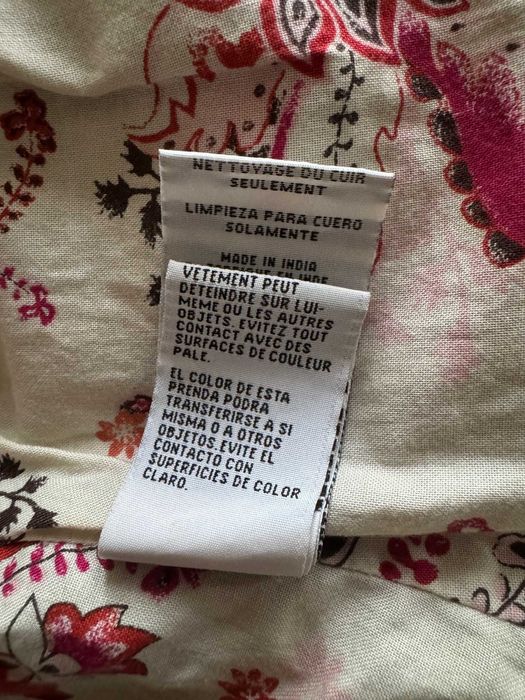 NETTOYAGE DU CUIR
SEULEMENT
LIMPIEZA PARA CUERO
SOLAMENTE
MADE IN INDIA
VETEMENT PEUT
DETEINDRE SUR LUI-
MEME OU LES AUTRES
OBJETS. EVITEZ TOUT
CONTACT AVEC DES
SURFACES DE COULEUR
PALE.
EL COLOR DE ESTA
PRENDA PODRA
TRANSFERIRSE A SI
MISMA O A OTROS
OBJETOS.EVITE EL
CONTACTO CON
SUPERFICIES DE COLOR
CLARO.